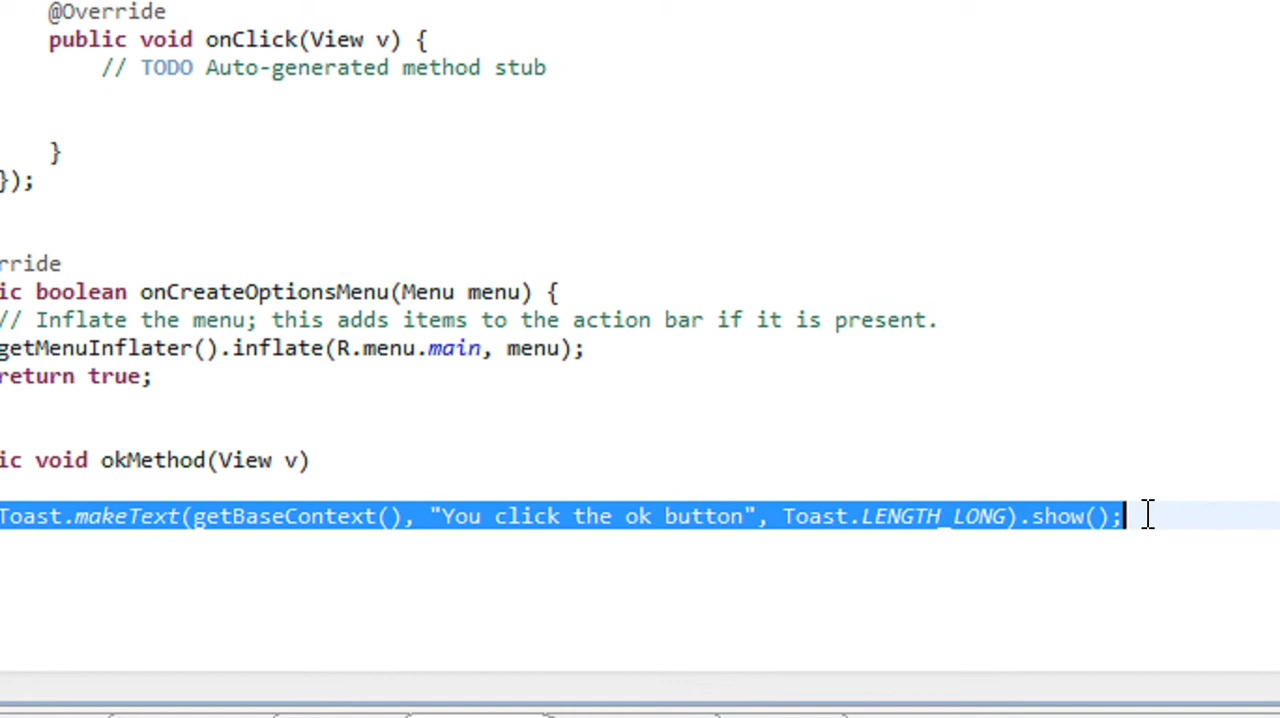 @Override
public void onClick(View v) {
// TODO Auto-generated method stub
}
});
rride
ic boolean onCreateOptionsMenu(Menu menu) {
// Inflate the menu; this adds items to the action bar if it is present.
getMenuInflater().inflate(R.menu.main, menu);
return true;
ic void okMethod(View v)
Toast.makeText(getBaseContext(), "You click the ok button", Toast.LENGTH_LONG).show();